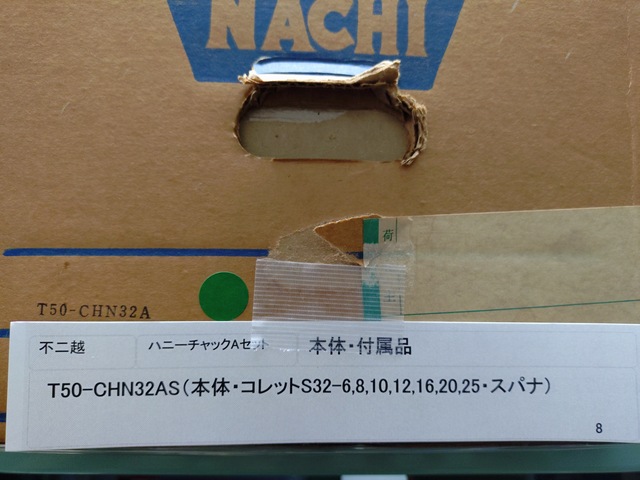 NACHI
荷
T50-CHN32A
不二越 ハニーチャックAセット 本体・付属品
T50-CHN32AS(本体・コレットS32-6,8,10,12,16,20,25・スパナ)
8